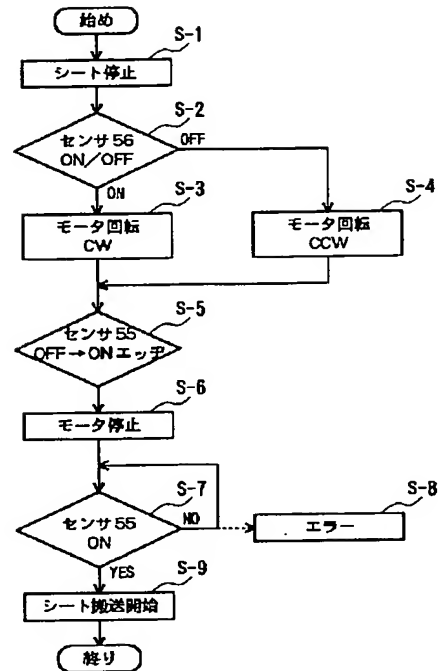 始め
S-1
シート停止
S-2
センサ56
ON/OFF
OFF
ON
S-3
モータ回転
CW
S-4
モータ回転
CCW
S-5
センサ55
OFF→ONエッヂ
S-6
モータ停止
S-7
センサ55
ON
NO
S-8
エラー
YES
S-9
シート搬送開始
終り